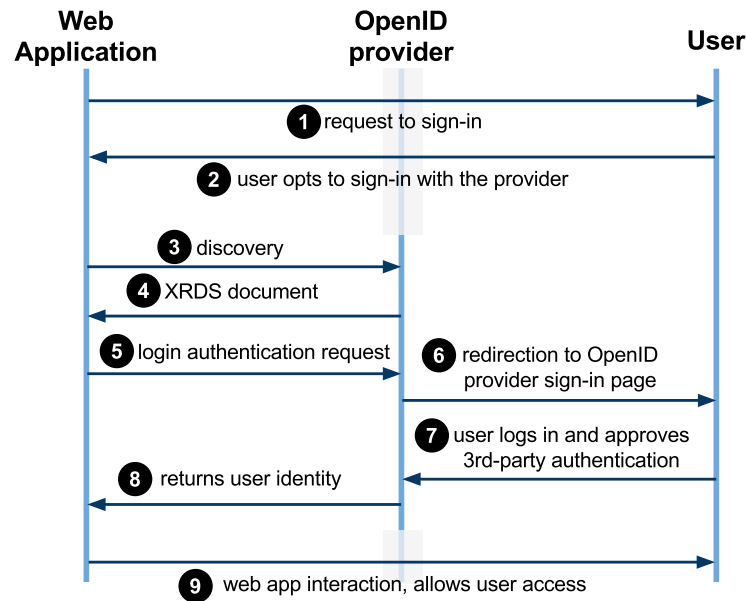 Web
Application
OpenID
provider
User
1 request to sign-in
2 user opts to sign-in with the provider
3 discovery
4 XRDS document
5 login authentication request
6 redirection to OpenID
provider sign-in page
7 user logs in and approves
3rd-party authentication
8 returns user identity
9 web app interaction, allows user access